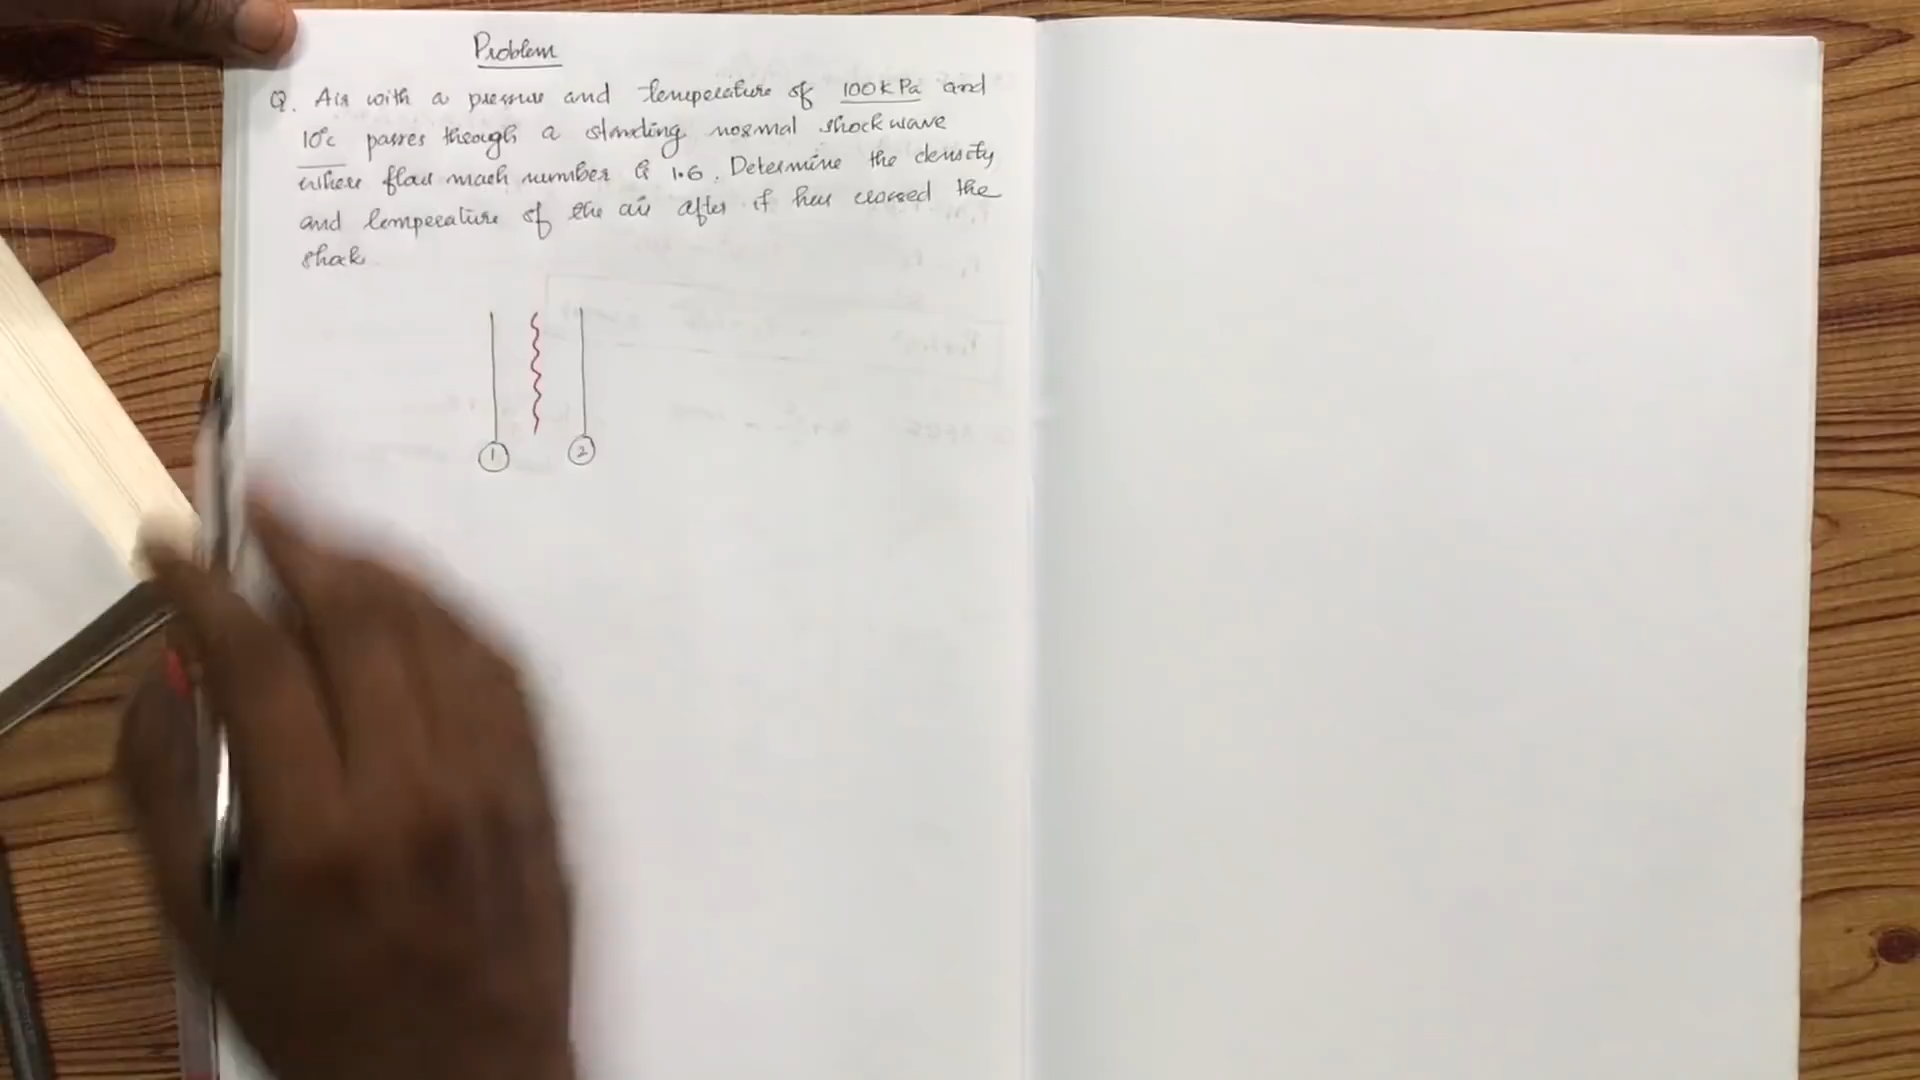 Problem
Q. Air with a pressure and temperature of 100kPa and
10°c passes through a standing normal shock wave
where flow mach number is 1.6. Determine the density
and temperature of the air after it has crossed the
shock
1 2